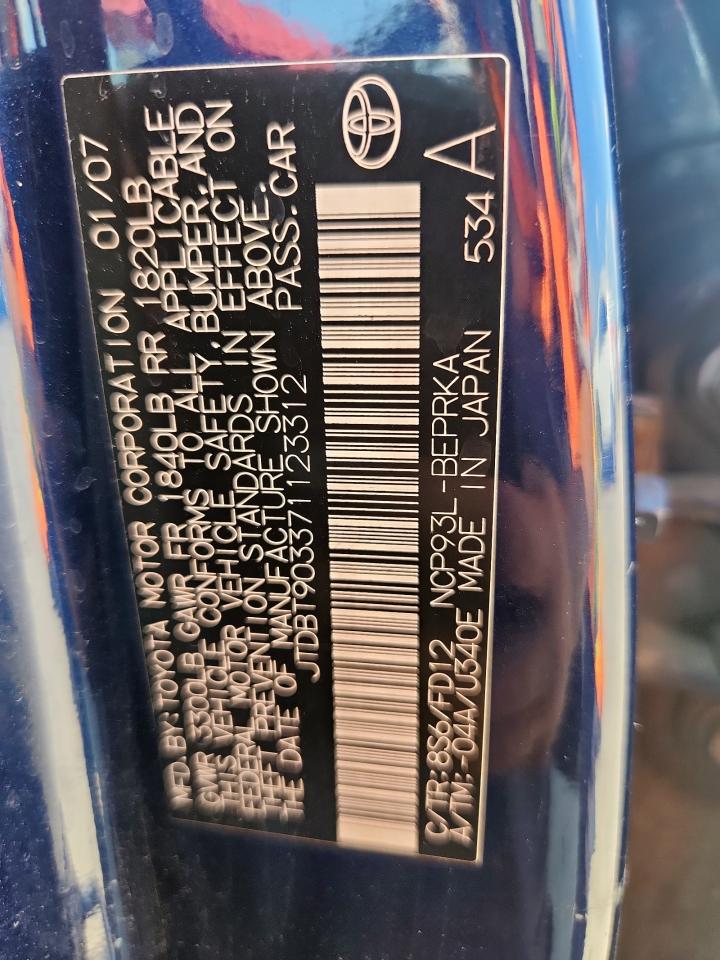 MFD BY:TOYOTA MOTOR CORPORATION 01/07
GVWR 3300LB GAWR FR 1840LB RR 1820LB
THIS VEHICLE CONFORMS TO ALL APPLICABLE
FEDERAL MOTOR VEHICLE SAFETY,BUMPER,AND
THEFT PREVENTION STANDARDS IN EFFECT ON
THE DATE OF MANUFACTURE SHOWN ABOVE.
JTDBT903371123312 PASS.CAR
C/TR:8S6/FD12 NCP93L-BEPRKA
A/TM:-04A/U340E MADE IN JAPAN 534 A